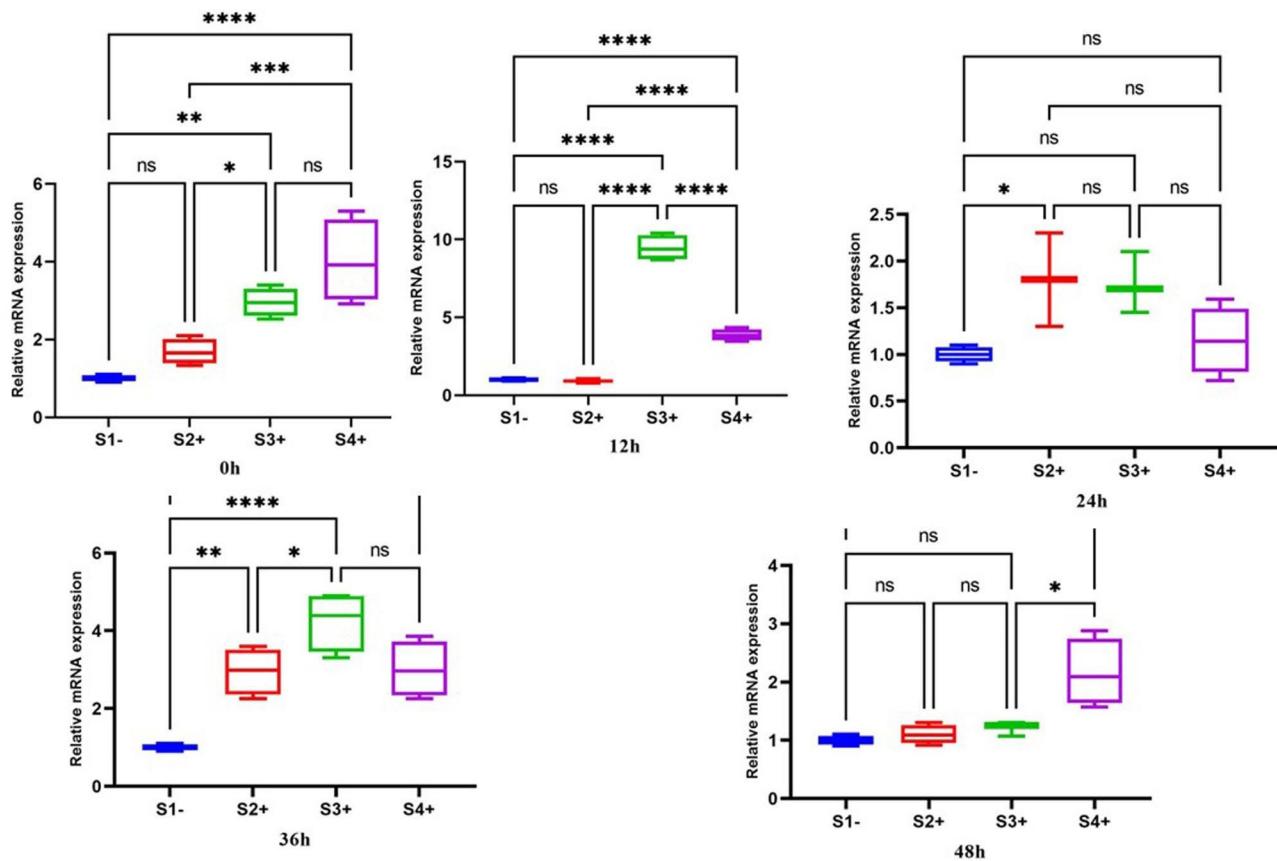 ****
***
**
ns * ns
Relative mRNA expression
6
4
2
0
S1- S2+ S3+ S4+
0h
****
****
****
ns **** ****
Relative mRNA expression
15
10
5
0
S1- S2+ S3+ S4+
12h
ns
ns
ns
* ns ns
Relative mRNA expression
2.5
2.0
1.5
1.0
0.5
0.0
S1- S2+ S3+ S4+
24h
****
** * ns
Relative mRNA expression
6
4
2
0
S1- S2+ S3+ S4+
36h
ns
ns ns *
Relative mRNA expression
4
3
2
1
0
S1- S2+ S3+ S4+
48h